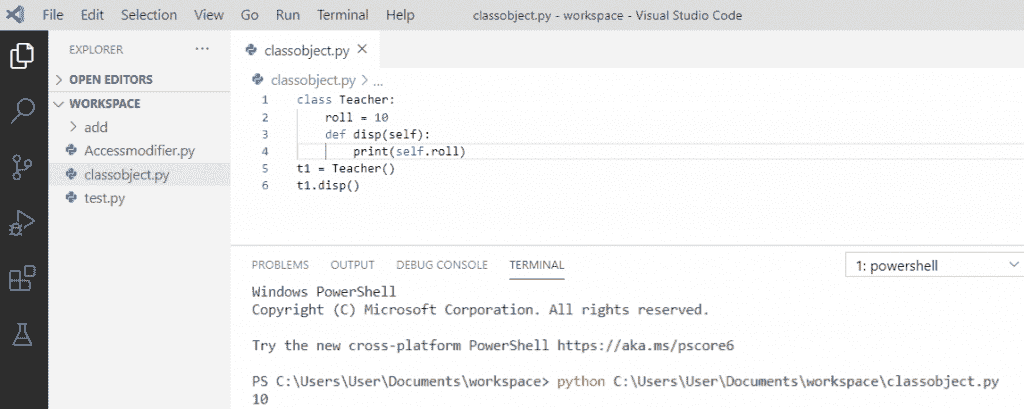 File Edit Selection View Go Run Terminal Help classobject.py - workspace - Visual Studio Code
EXPLORER ...
OPEN EDITORS
WORKSPACE
add
Accessmodifier.py
classobject.py
test.py
classobject.py
classobject.py > ...
1 class Teacher:
2     roll = 10
3     def disp(self):
4         print(self.roll)
5 t1 = Teacher()
6 t1.disp()
PROBLEMS OUTPUT DEBUG CONSOLE TERMINAL 1: powershell
Windows PowerShell
Copyright (C) Microsoft Corporation. All rights reserved.
Try the new cross-platform PowerShell https://aka.ms/pscore6
PS C:\Users\User\Documents\workspace> python C:\Users\User\Documents\workspace\classobject.py
10